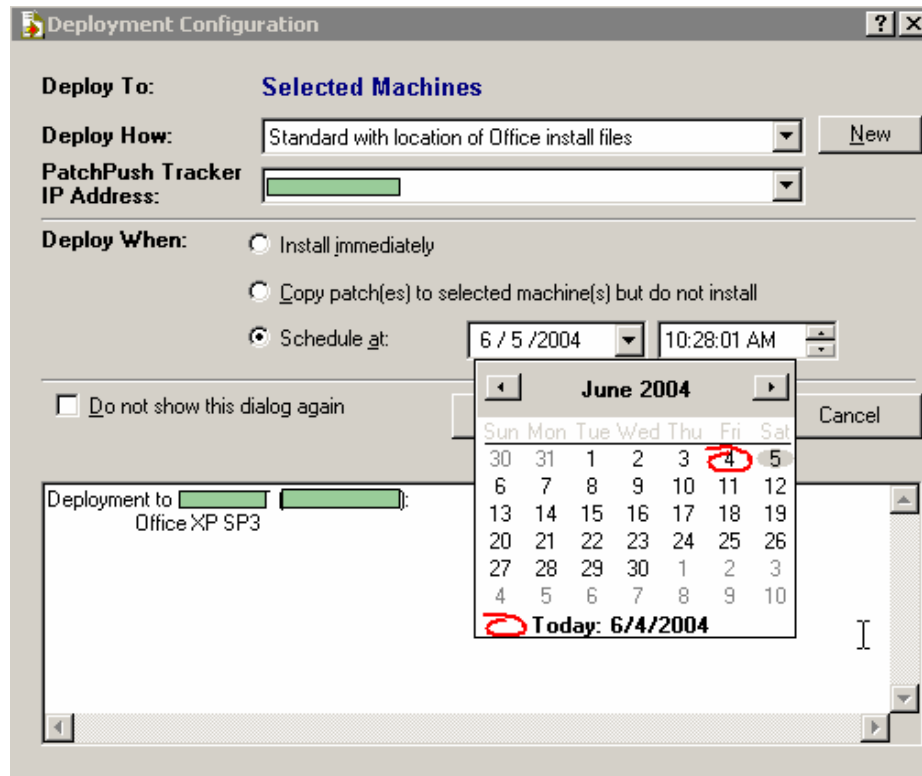 Deployment Configuration
Deploy To: Selected Machines
Deploy How: Standard with location of Office install files New
PatchPush Tracker
IP Address:
Deploy When: Install immediately
Copy patch(es) to selected machine(s) but do not install
Schedule at: 6 / 5 /2004 10:28:01 AM
June 2004
Do not show this dialog again Cancel
Sun Mon Tue Wed Thu Fri Sat
30 31 1 2 3 4 5
6 7 8 9 10 11 12
13 14 15 16 17 18 19
20 21 22 23 24 25 26
27 28 29 30 1 2 3
4 5 6 7 8 9 10
Today: 6/4/2004
Deployment to ( ):
Office XP SP3